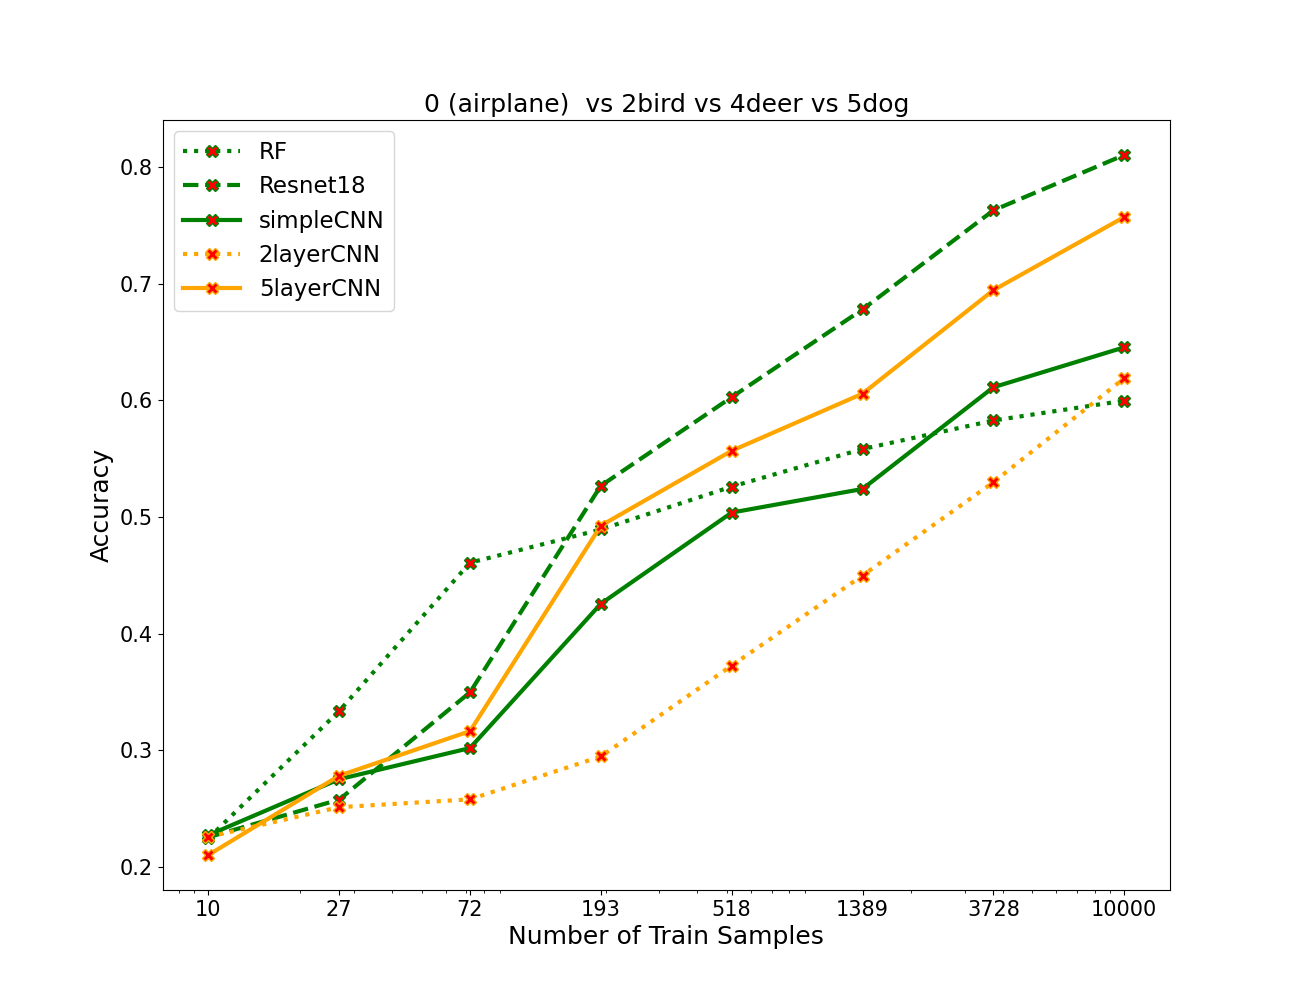 0 (airplane)  vs 2bird vs 4deer vs 5dog
RF
Resnet18
simpleCNN
2layerCNN
5layerCNN
0.8
0.7
0.6
0.5
0.4
0.3
0.2
Accuracy
10 27 72 193 518 1389 3728 10000
Number of Train Samples